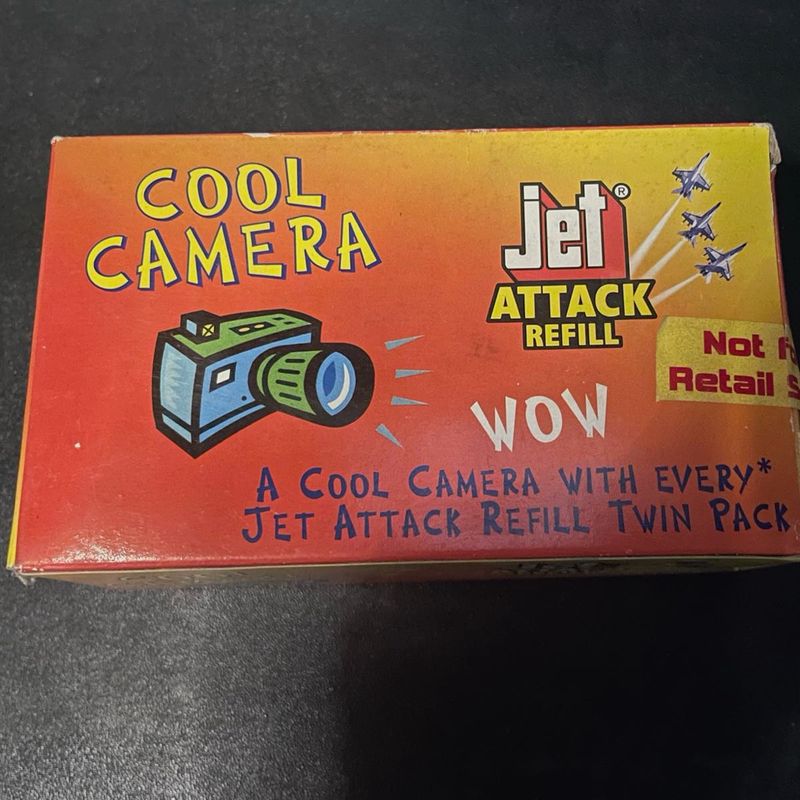 COOL
CAMERA
Jet®
ATTACK
REFILL
Not
Retail
WOW
A COOL CAMERA WITH EVERY*
JET ATTACK REFILL TWIN PACK